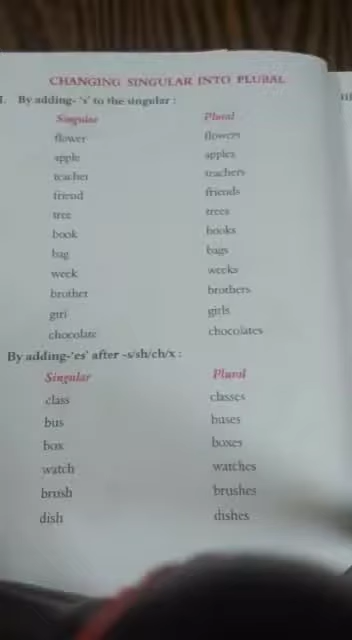 CHANGING SINGULAR INTO PLURAL
I. By adding- 's' to the singular :
Singular Plural
flower flowers
apple apples
teacher teachers
friend friends
tree trees
book books
bag bags
week weeks
brother brothers
girl girls
chocolate chocolates
By adding-'es' after -s/sh/ch/x :
Singular Plural
class classes
bus buses
box boxes
watch watches
brush brushes
dish dishes